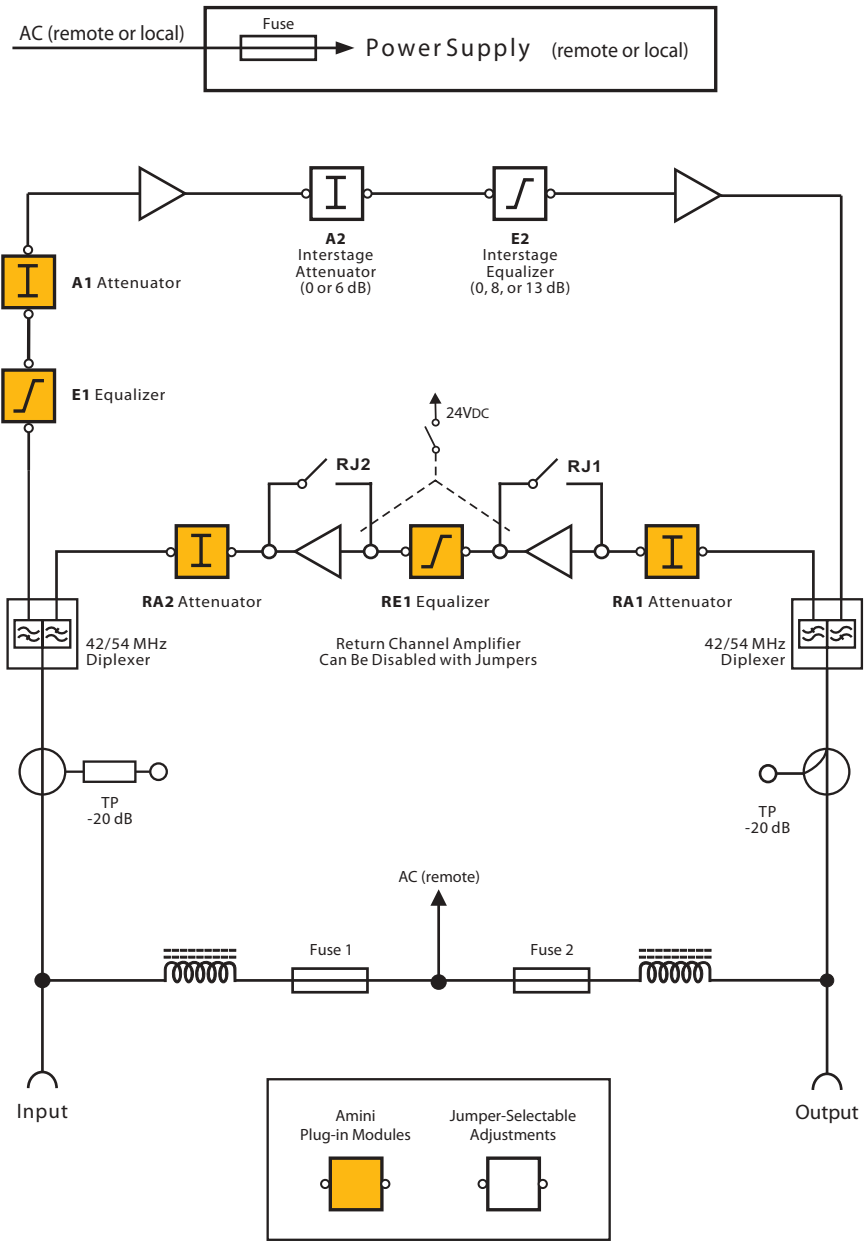 AC (remote or local)
Fuse
Power Supply (remote or local)
A2
Interstage
Attenuator
(0 or 6 dB)
E2
Interstage
Equalizer
(0, 8, or 13 dB)
A1 Attenuator
E1 Equalizer
24VDC
RJ2
RJ1
RA2 Attenuator
RE1 Equalizer
RA1 Attenuator
42/54 MHz
Diplexer
Return Channel Amplifier
Can Be Disabled with Jumpers
42/54 MHz
Diplexer
TP
-20 dB
TP
-20 dB
AC (remote)
Fuse 1
Fuse 2
Input
Output
Amini
Plug-in Modules
Jumper-Selectable
Adjustments